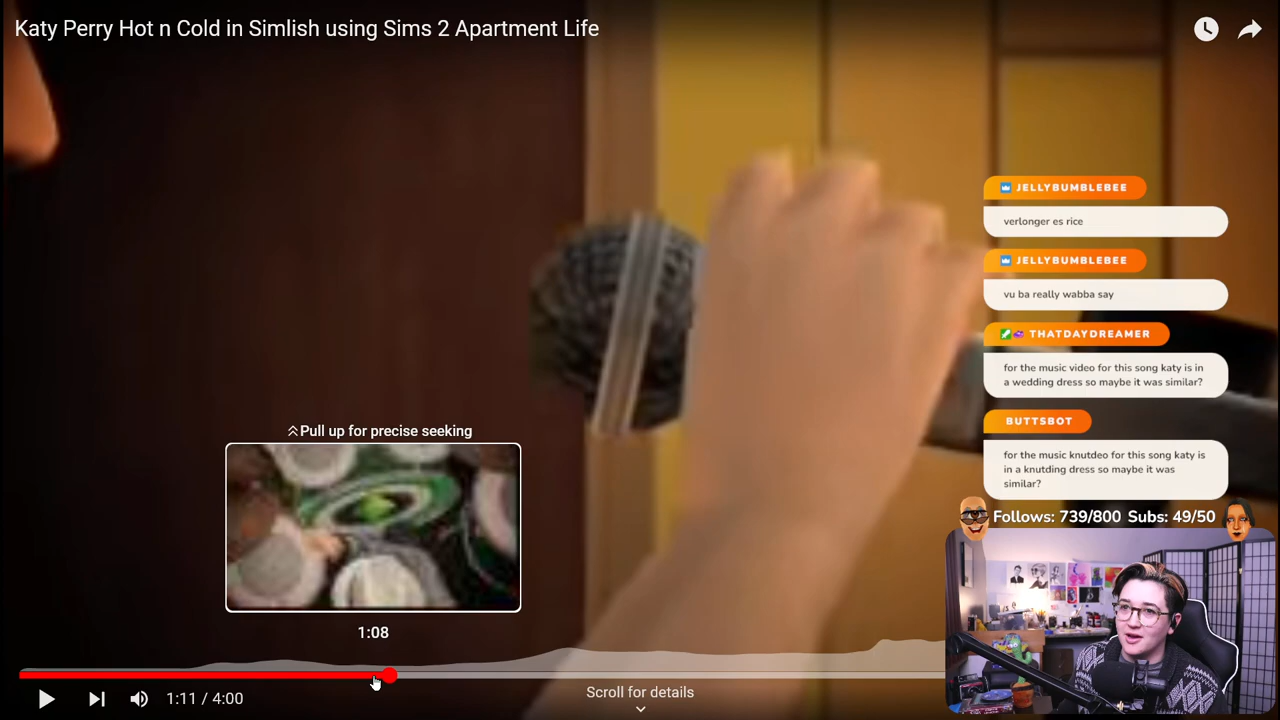 Katy Perry Hot n Cold in Simlish using Sims 2 Apartment Life
JELLYBUMBLEBEE
verlonger es rice
JELLYBUMBLEBEE
vu ba really wabba say
THATDAYDREAMER
for the music video for this song katy is in
a wedding dress so maybe it was similar?
BUTTSBOT
for the music knutdeo for this song katy is
in a knutding dress so maybe it was
similar?
Follows: 739/800 Subs: 49/50
Pull up for precise seeking
1:08
1:11 / 4:00
Scroll for details